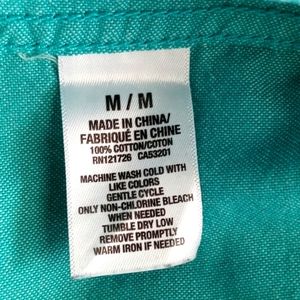 M / M
MADE IN CHINA/
FABRIQUÉ EN CHINE
100% COTTON/COTON
RN121726 CA53201
MACHINE WASH COLD WITH
LIKE COLORS
GENTLE CYCLE
ONLY NON-CHLORINE BLEACH
WHEN NEEDED
TUMBLE DRY LOW
REMOVE PROMPTLY
WARM IRON IF NEEDED